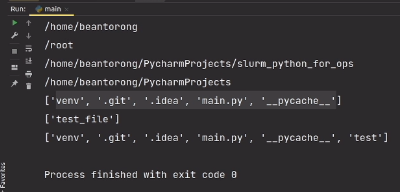 Run:
main
/home/beantorong
/root
/home/beantorong/PycharmProjects/slurm_python_for_ops
/home/beantorong/PycharmProjects
['venv', '.git', '.idea', 'main.py', '__pycache__']
['test_file']
['venv', '.git', '.idea', 'main.py', '__pycache__', 'test']
Process finished with exit code 0
Favorites